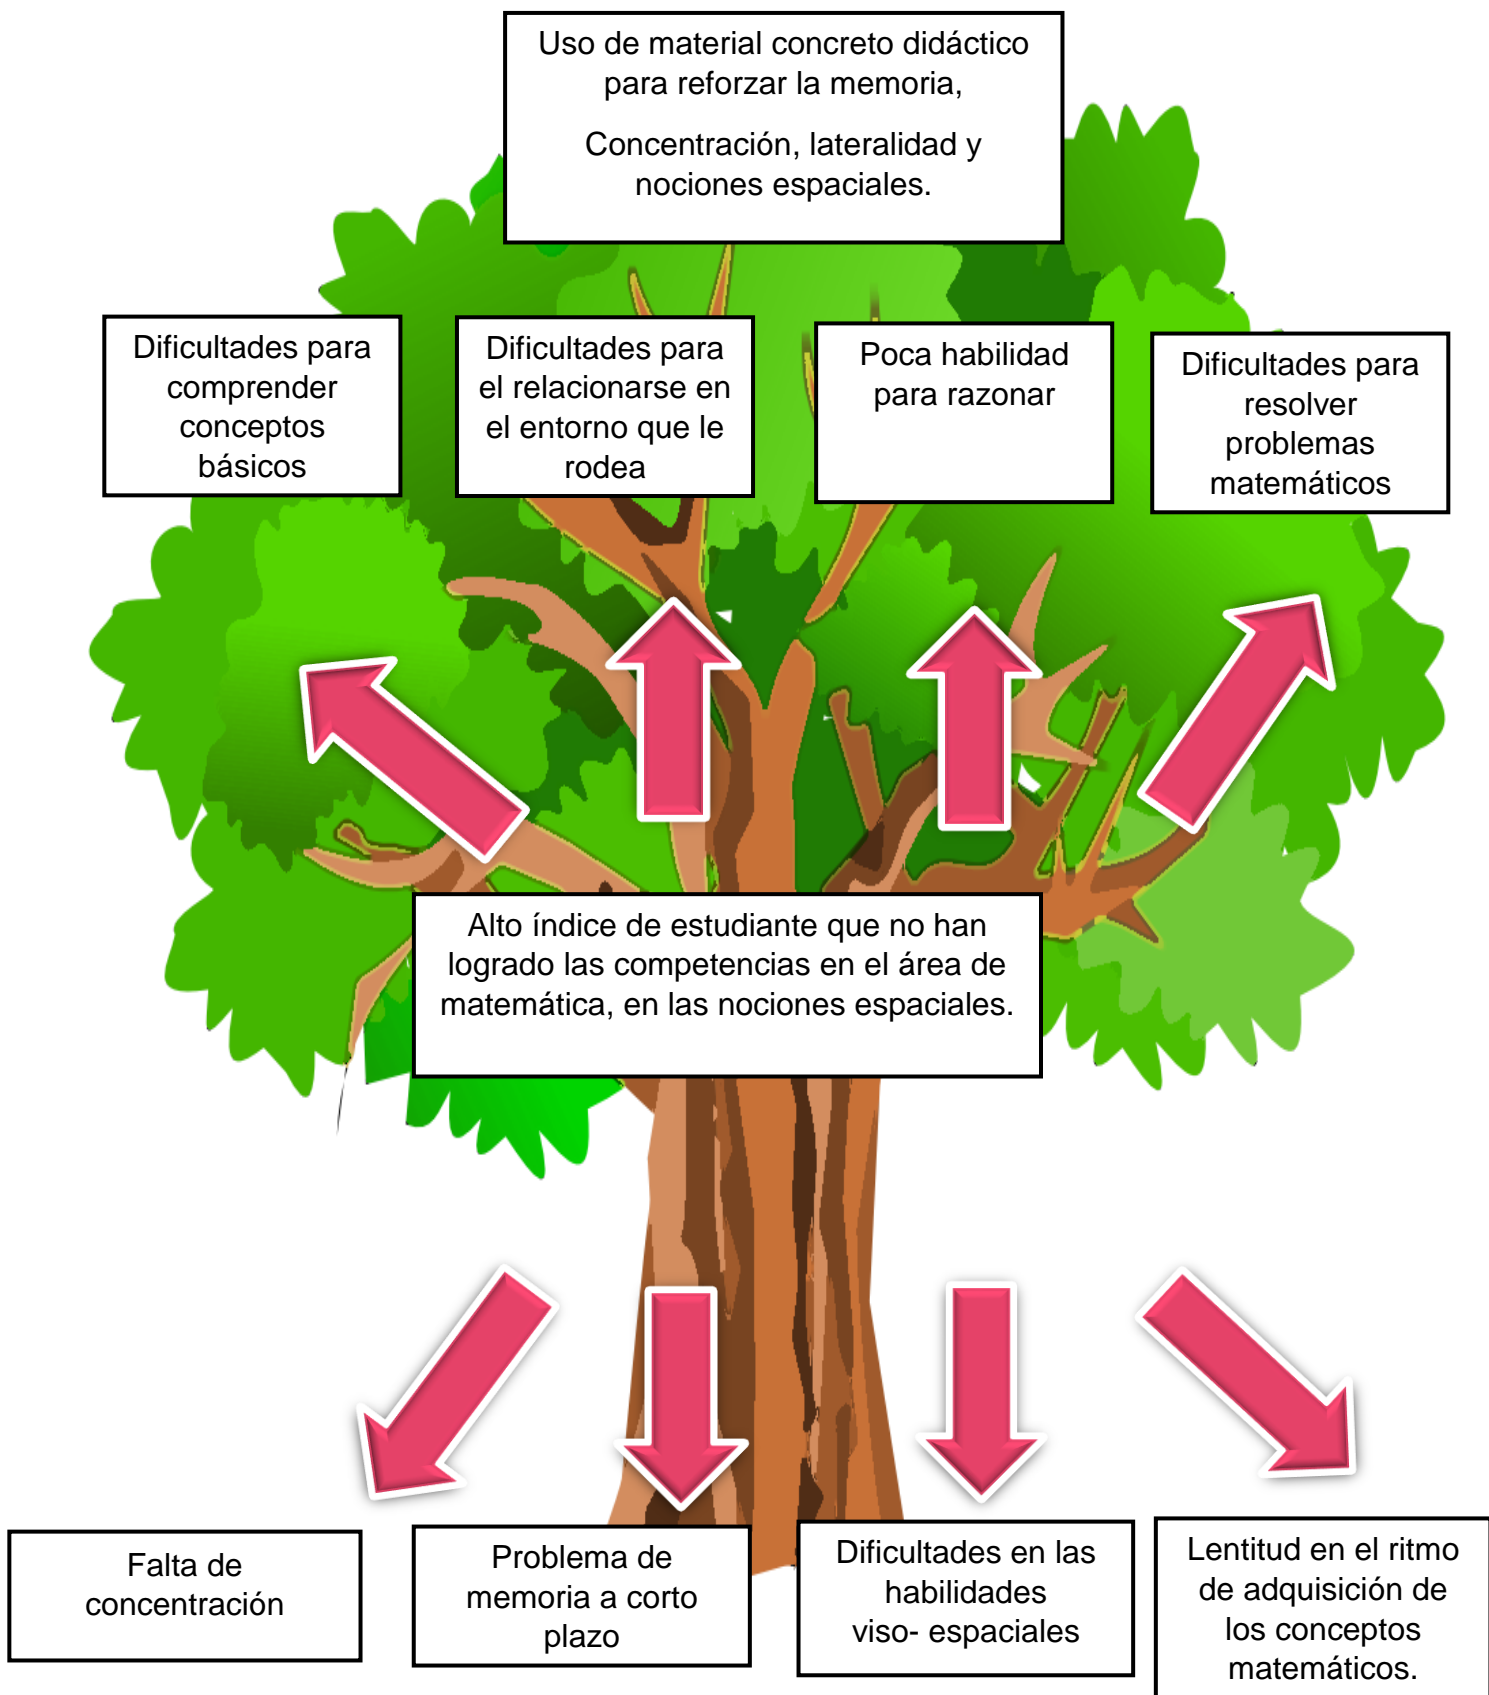 Uso de material concreto didáctico
para reforzar la memoria,
Concentración, lateralidad y
nociones espaciales.
Dificultades para
comprender
conceptos
básicos
Dificultades para
el relacionarse en
el entorno que le
rodea
Poca habilidad
para razonar
Dificultades para
resolver
problemas
matemáticos
Alto índice de estudiante que no han
logrado las competencias en el área de
matemática, en las nociones espaciales.
Falta de
concentración
Problema de
memoria a corto
plazo
Dificultades en las
habilidades
viso- espaciales
Lentitud en el ritmo
de adquisición de
los conceptos
matemáticos.